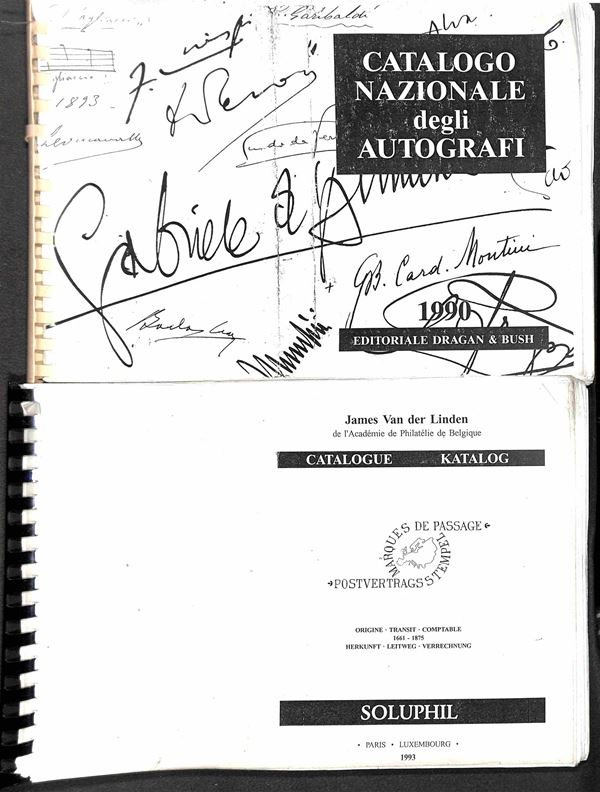 Garibaldi
Alva
1893
CATALOGO
NAZIONALE
degli
AUTOGRAFI
Gabriele d'Annunzio
+ GB. Card. Montini
1990
EDITORIALE DRAGAN & BUSH
James Van der Linden
de l'Académie de Philatélie de Belgique
CATALOGUE KATALOG
MARQUES DE PASSAGE
POSTVERTRAGSSTEMPEL
ORIGINE · TRANSIT · COMPTABLE
1661 - 1875
HERKUNFT · LEITWEG · VERRECHNUNG
SOLUPHIL
· PARIS · LUXEMBOURG ·
1993